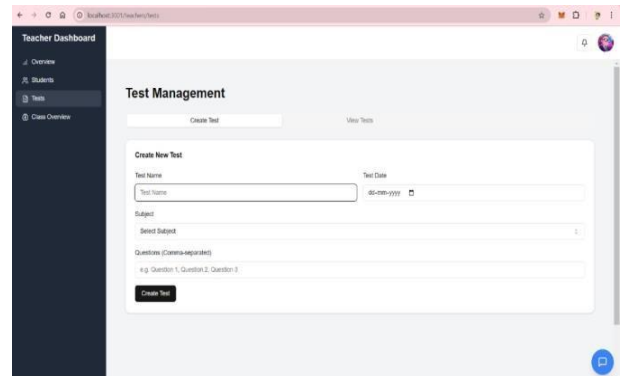 localhost:3001/teachers/tests
Teacher Dashboard
Overview
Students
Tests
Class Overview
Test Management
Create Test
View Tests
Create New Test
Test Name
Test Date
Test Name
dd-mm-yyyy
Subject
Select Subject
Questions (Comma-separated)
e.g. Question 1, Question 2, Question 3
Create Test